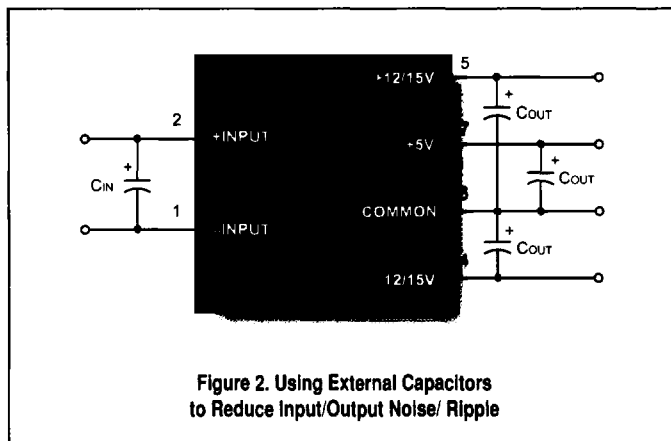 +12/15V 5
+
COUT
2 +INPUT
+5V
+
CIN
+
COUT
1 -INPUT
COMMON
+
COUT
12/15V
Figure 2. Using External Capacitors
to Reduce Input/Output Noise/ Ripple